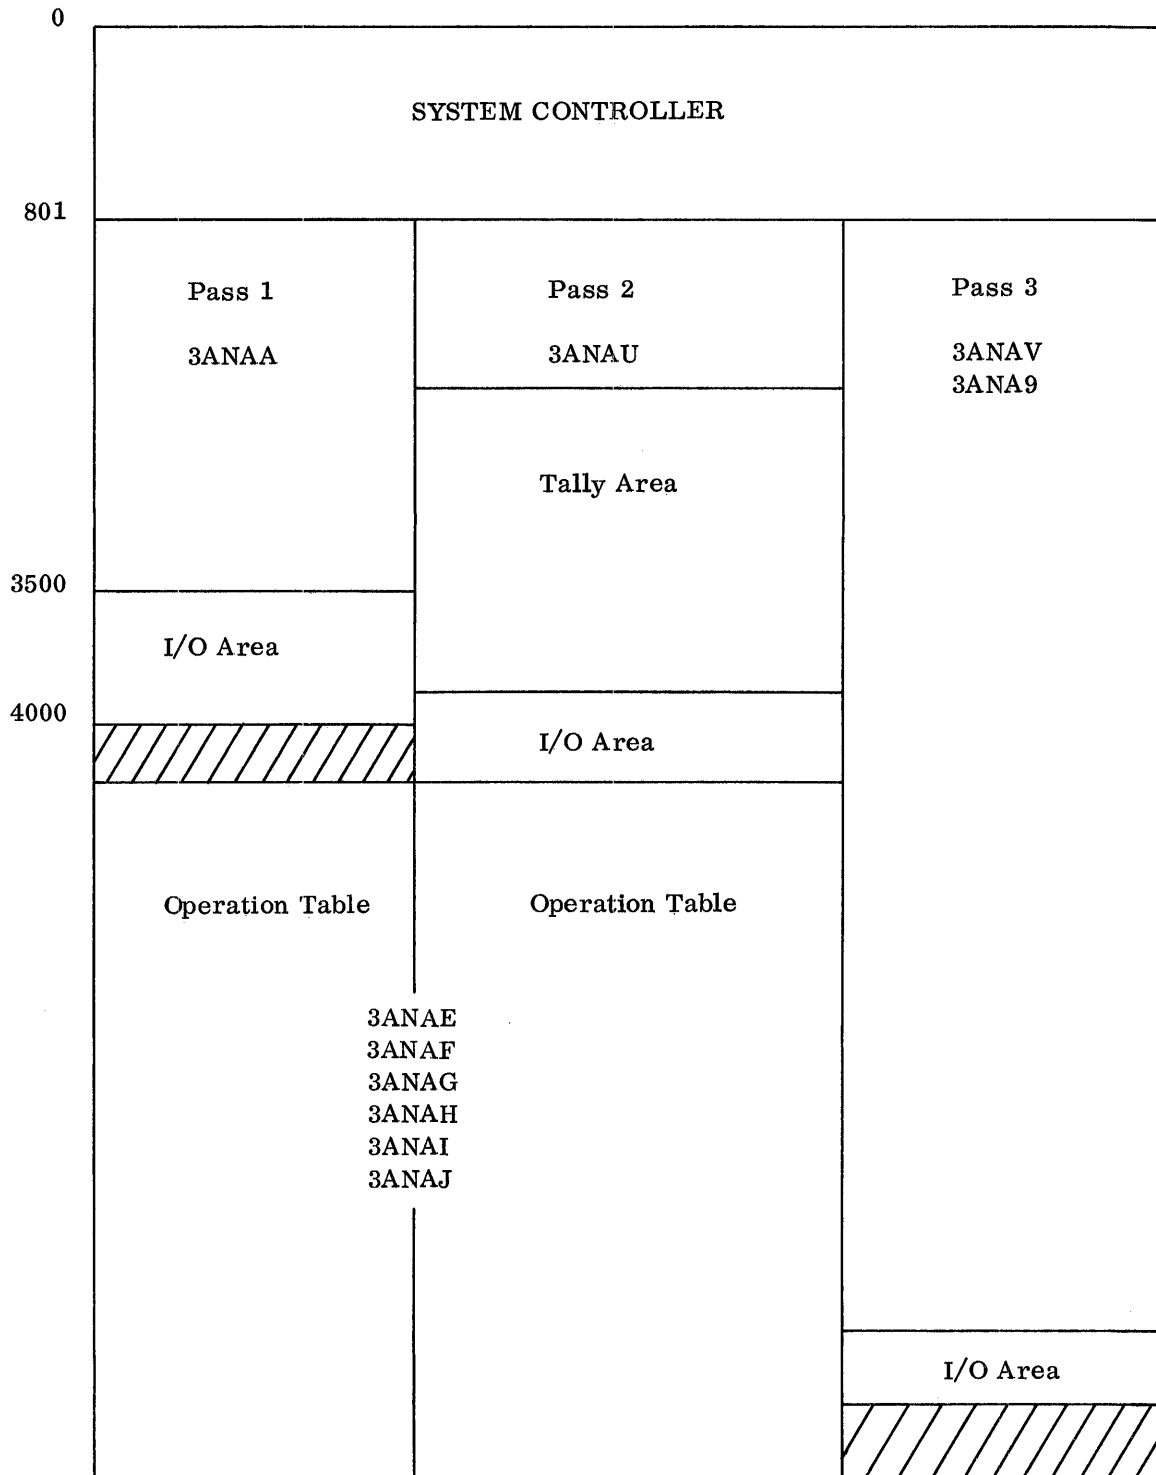 0
SYSTEM CONTROLLER
801
Pass 1
3ANAA
Pass 2
3ANAU
Pass 3
3ANAV
3ANA9
Tally Area
3500
I/O Area
4000
I/O Area
Operation Table
Operation Table
3ANAE
3ANAF
3ANAG
3ANAH
3ANAI
3ANAJ
I/O Area